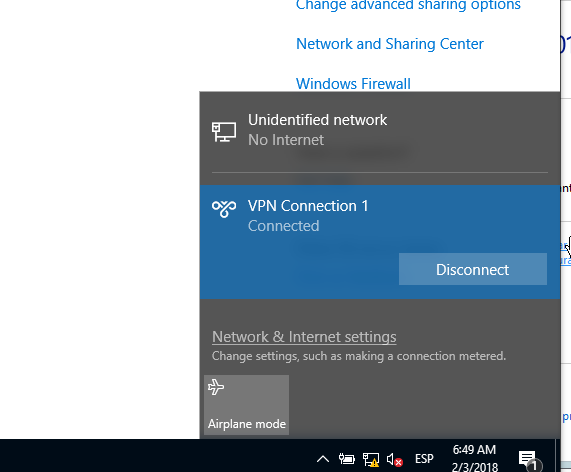 Change advanced sharing options
Network and Sharing Center
Windows Firewall
Unidentified network
No Internet
VPN Connection 1
Connected
Disconnect
Network & Internet settings
Change settings, such as making a connection metered.
Airplane mode
ESP
6:49 AM
2/3/2018
1